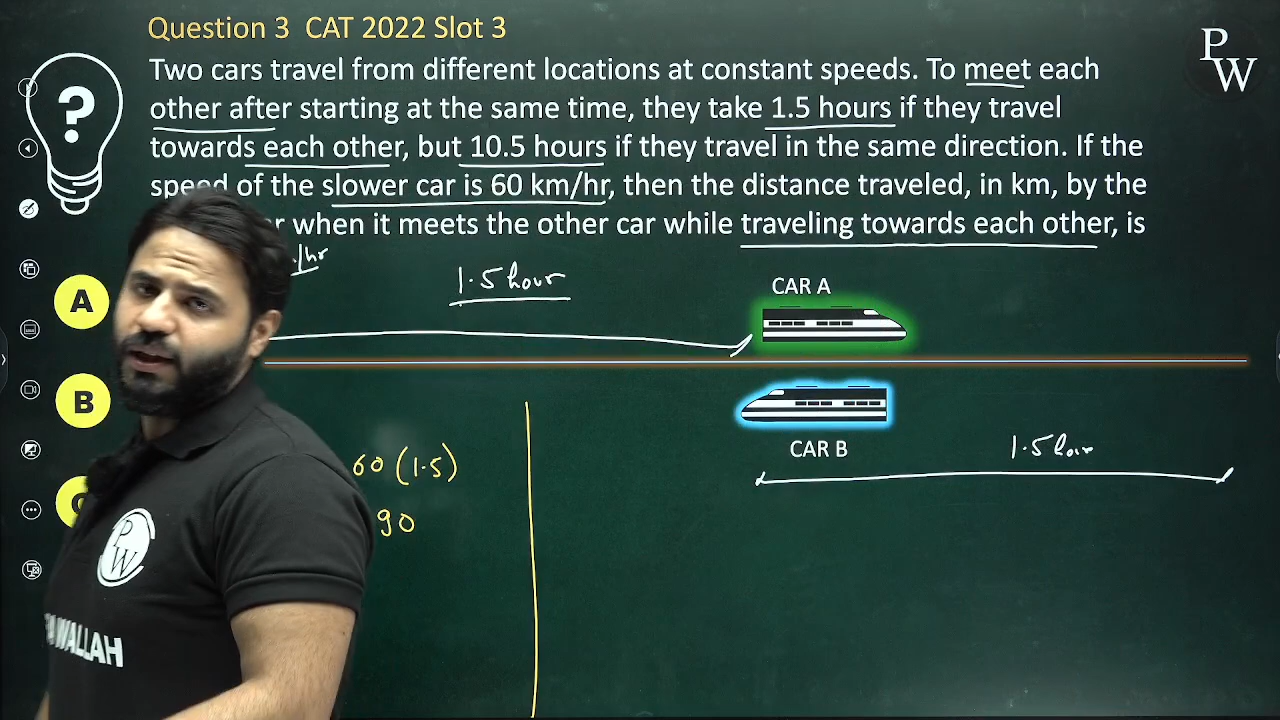 Question 3 CAT 2022 Slot 3
P
W
Two cars travel from different locations at constant speeds. To meet each
other after starting at the same time, they take 1.5 hours if they travel
towards each other, but 10.5 hours if they travel in the same direction. If the
speed of the slower car is 60 km/hr, then the distance traveled, in km, by the
when it meets the other car while traveling towards each other, is
?
/hr
1.5 hour
CAR A
A
B
CAR B
1.5 hour
60 (1.5)
90
P
W
WALLAH